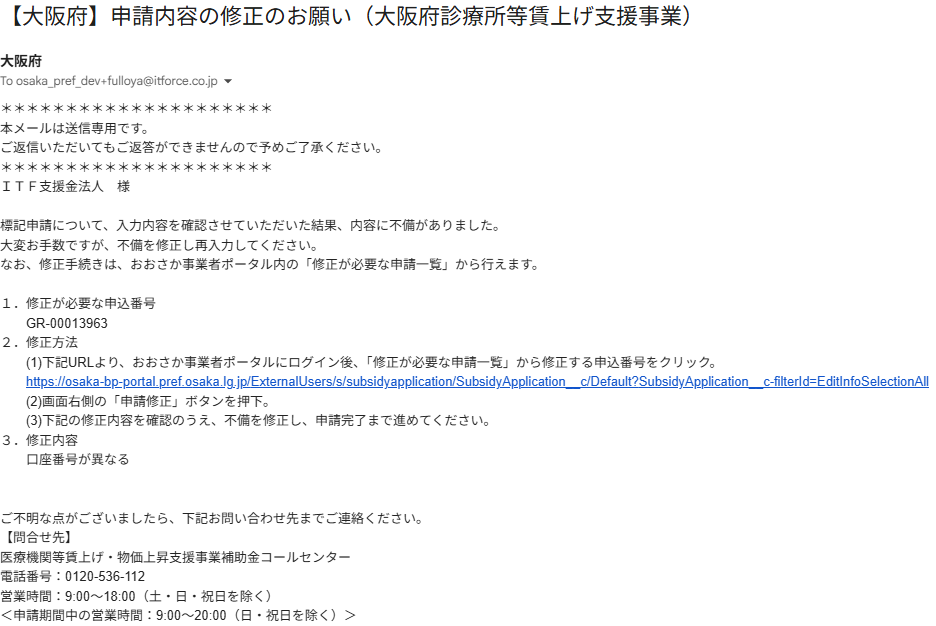 【大阪府】申請内容の修正のお願い（大阪府診療所等賃上げ支援事業）
大阪府
To osaka_pref_dev+fulloya@itforce.co.jp
＊＊＊＊＊＊＊＊＊＊＊＊＊＊＊＊＊＊＊＊＊
本メールは送信専用です。
ご返信いただいてもご返答ができませんので予めご了承ください。
＊＊＊＊＊＊＊＊＊＊＊＊＊＊＊＊＊＊＊＊＊
ＩＴＦ支援金法人　様
標記申請について、入力内容を確認させていただいた結果、内容に不備がありました。
大変お手数ですが、不備を修正し再入力してください。
なお、修正手続きは、おおさか事業者ポータル内の「修正が必要な申請一覧」から行えます。
１．修正が必要な申込番号
GR-00013963
２．修正方法
(1)下記URLより、おおさか事業者ポータルにログイン後、「修正が必要な申請一覧」から修正する申込番号をクリック。
https://osaka-bp-portal.pref.osaka.lg.jp/ExternalUsers/s/subsidyapplication/SubsidyApplication__c/Default?SubsidyApplication__c-filterId=EditInfoSelectionAll
(2)画面右側の「申請修正」ボタンを押下。
(3)下記の修正内容を確認のうえ、不備を修正し、申請完了まで進めてください。
３．修正内容
口座番号が異なる
ご不明な点がございましたら、下記お問い合わせ先までご連絡ください。
【問合せ先】
医療機関等賃上げ・物価上昇支援事業補助金コールセンター
電話番号：0120-536-112
営業時間：9:00～18:00（土・日・祝日を除く）
＜申請期間中の営業時間：9:00～20:00（日・祝日を除く）＞